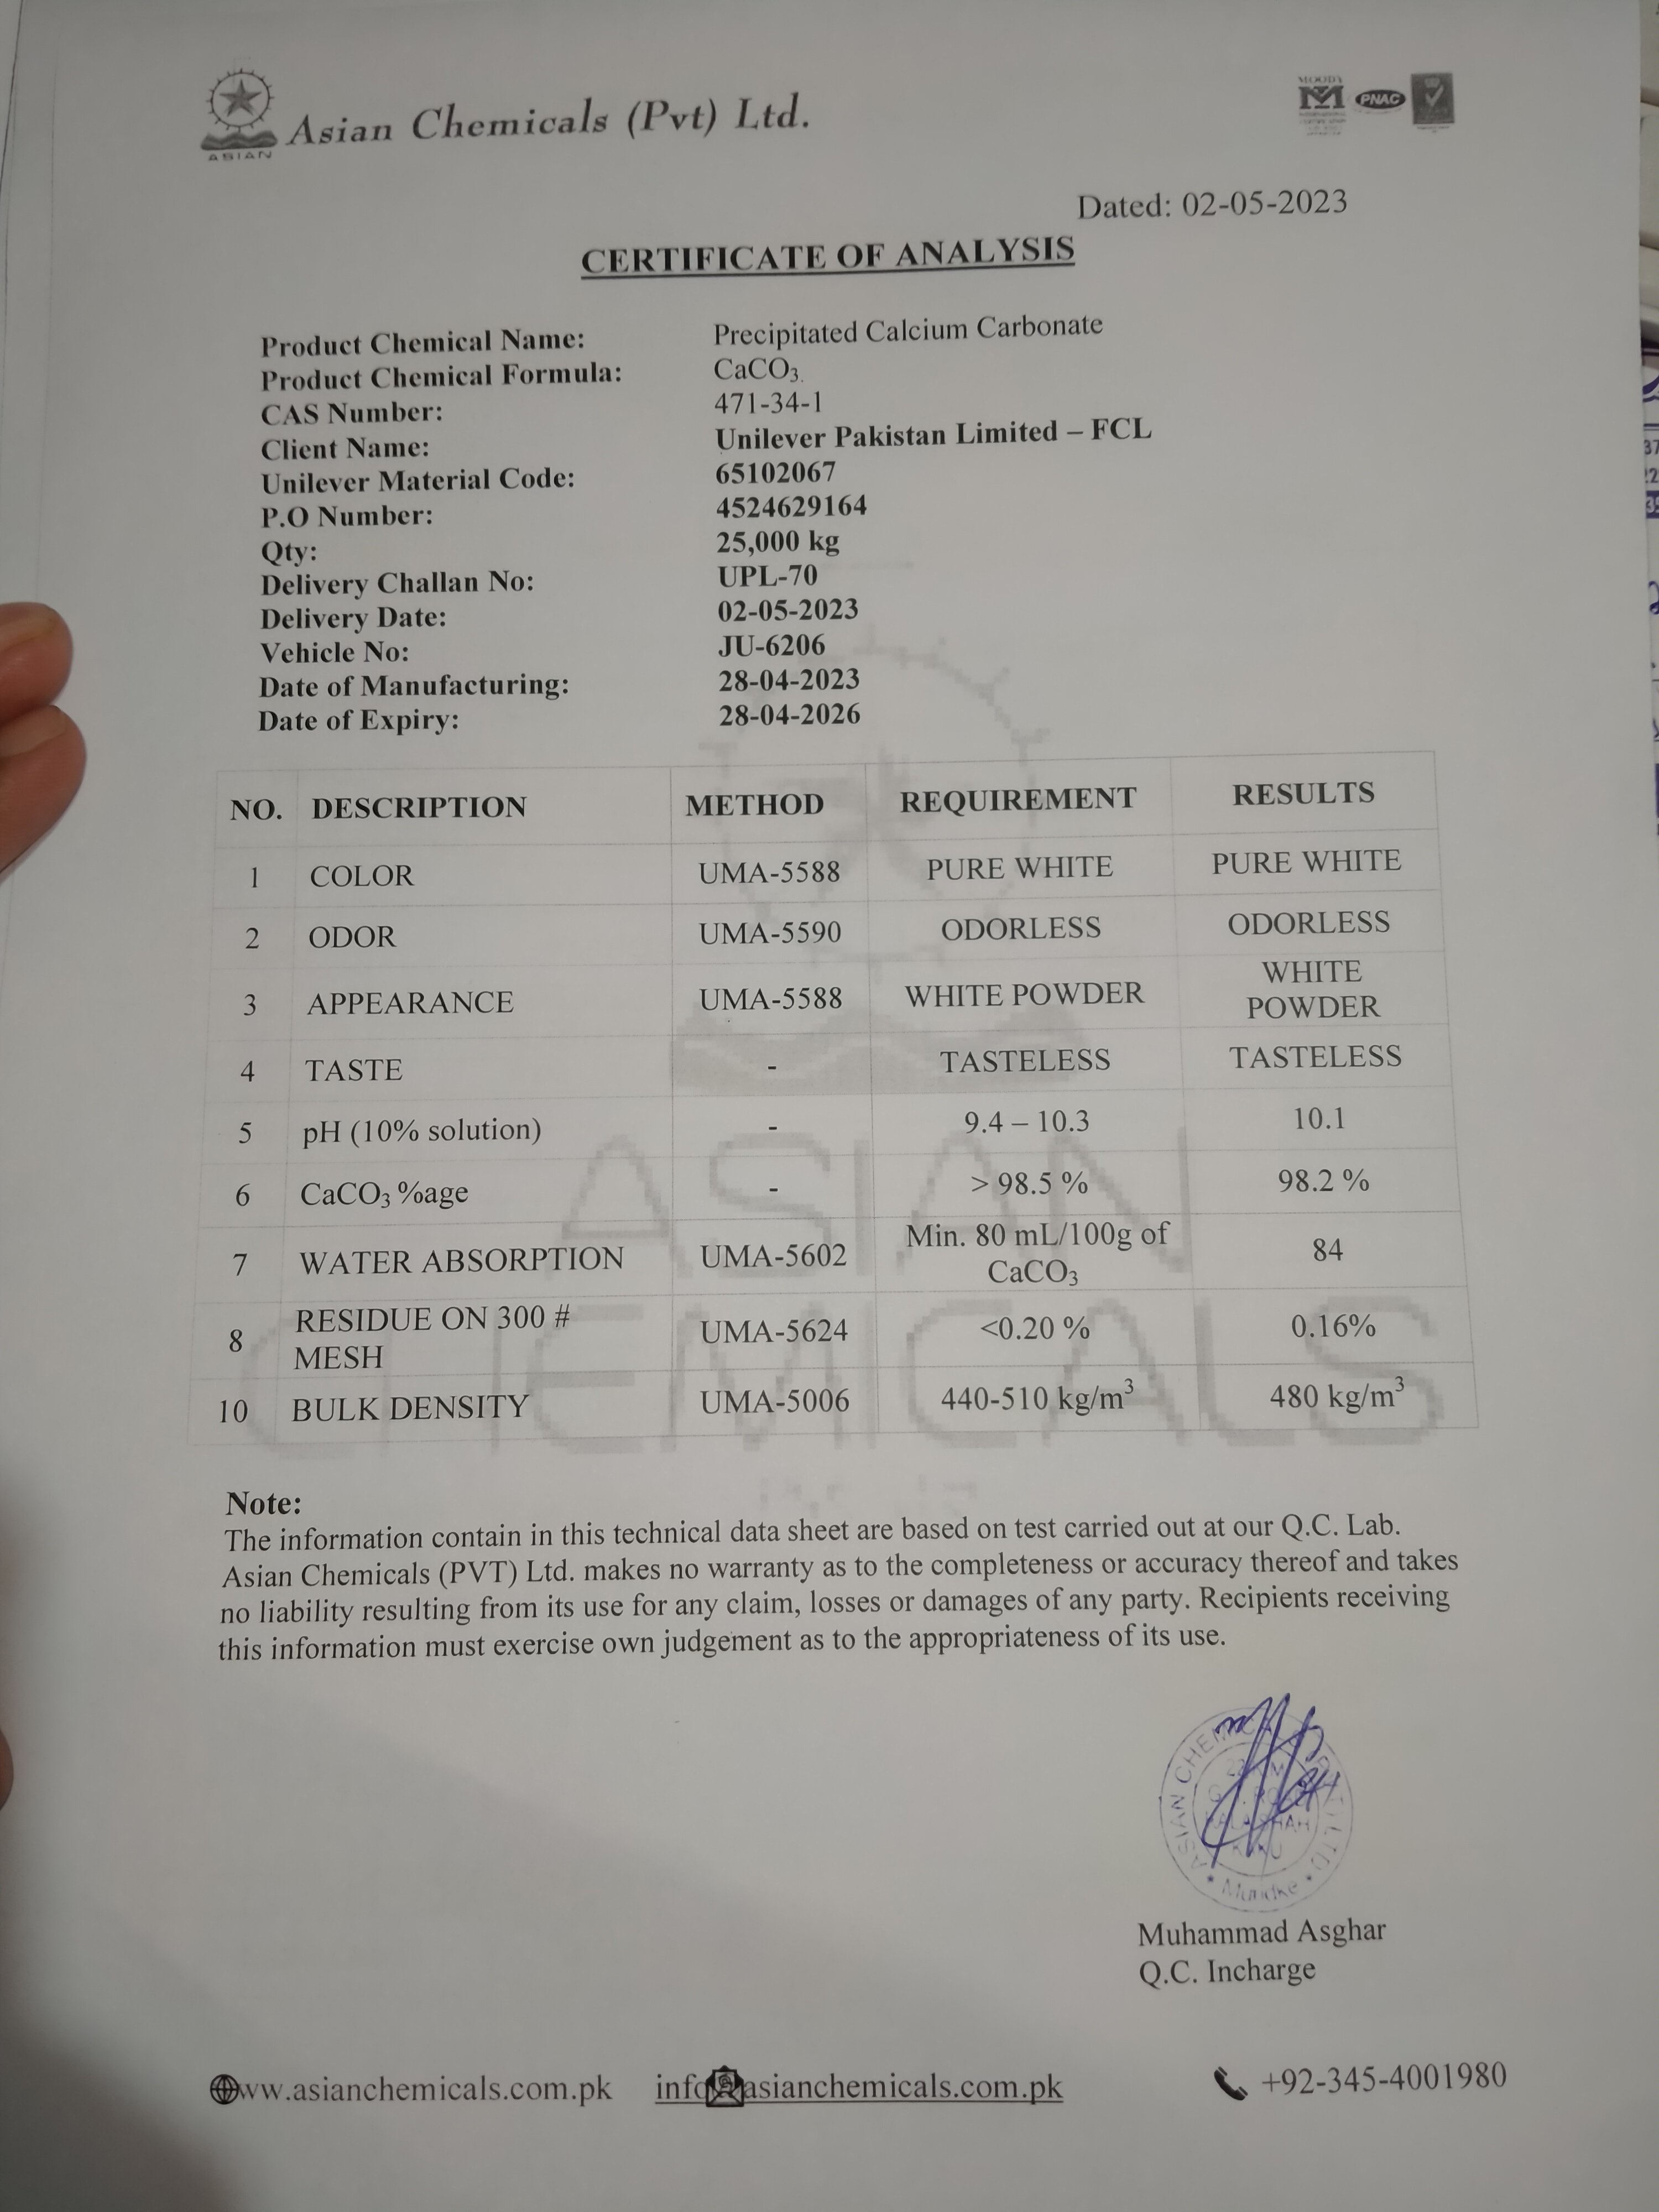 ASIAN
Asian Chemicals (Pvt) Ltd.
MOODY
PNAC
Dated: 02-05-2023
CERTIFICATE OF ANALYSIS
Product Chemical Name: Precipitated Calcium Carbonate
Product Chemical Formula: CaCO₃
CAS Number: 471-34-1
Client Name: Unilever Pakistan Limited – FCL
Unilever Material Code: 65102067
P.O Number: 4524629164
Qty: 25,000 kg
Delivery Challan No: UPL-70
Delivery Date: 02-05-2023
Vehicle No: JU-6206
Date of Manufacturing: 28-04-2023
Date of Expiry: 28-04-2026
NO. DESCRIPTION METHOD REQUIREMENT RESULTS
1 COLOR UMA-5588 PURE WHITE PURE WHITE
2 ODOR UMA-5590 ODORLESS ODORLESS
3 APPEARANCE UMA-5588 WHITE POWDER WHITE POWDER
4 TASTE - TASTELESS TASTELESS
5 pH (10% solution) - 9.4 – 10.3 10.1
6 CaCO₃ %age - > 98.5 % 98.2 %
7 WATER ABSORPTION UMA-5602 Min. 80 mL/100g of CaCO₃ 84
8 RESIDUE ON 300 # MESH UMA-5624 <0.20 % 0.16%
10 BULK DENSITY UMA-5006 440-510 kg/m³ 480 kg/m³
ASIAN
CHEMICALS
Note:
The information contain in this technical data sheet are based on test carried out at our Q.C. Lab.
Asian Chemicals (PVT) Ltd. makes no warranty as to the completeness or accuracy thereof and takes
no liability resulting from its use for any claim, losses or damages of any party. Recipients receiving
this information must exercise own judgement as to the appropriateness of its use.
ASIAN LTD
Muridke
Muhammad Asghar
Q.C. Incharge
ww.asianchemicals.com.pk info@asianchemicals.com.pk +92-345-4001980